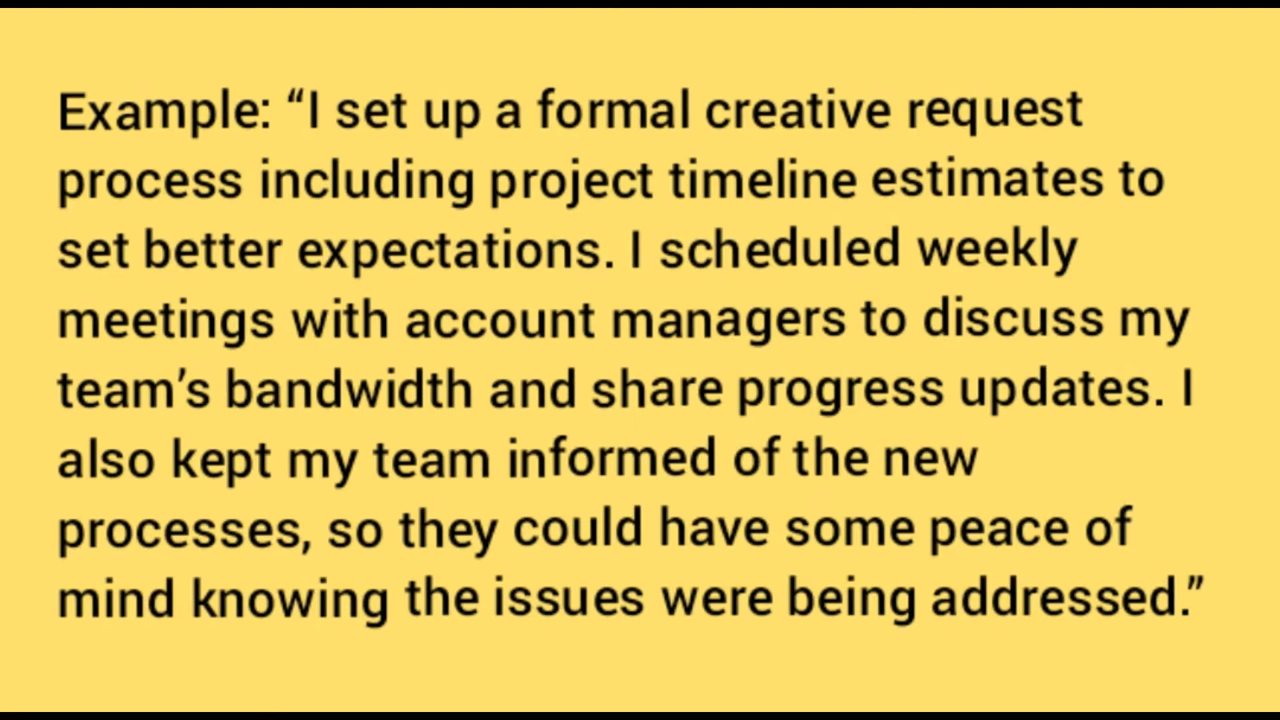 Example: “I set up a formal creative request
process including project timeline estimates to
set better expectations. I scheduled weekly
meetings with account managers to discuss my
team’s bandwidth and share progress updates. I
also kept my team informed of the new
processes, so they could have some peace of
mind knowing the issues were being addressed.”